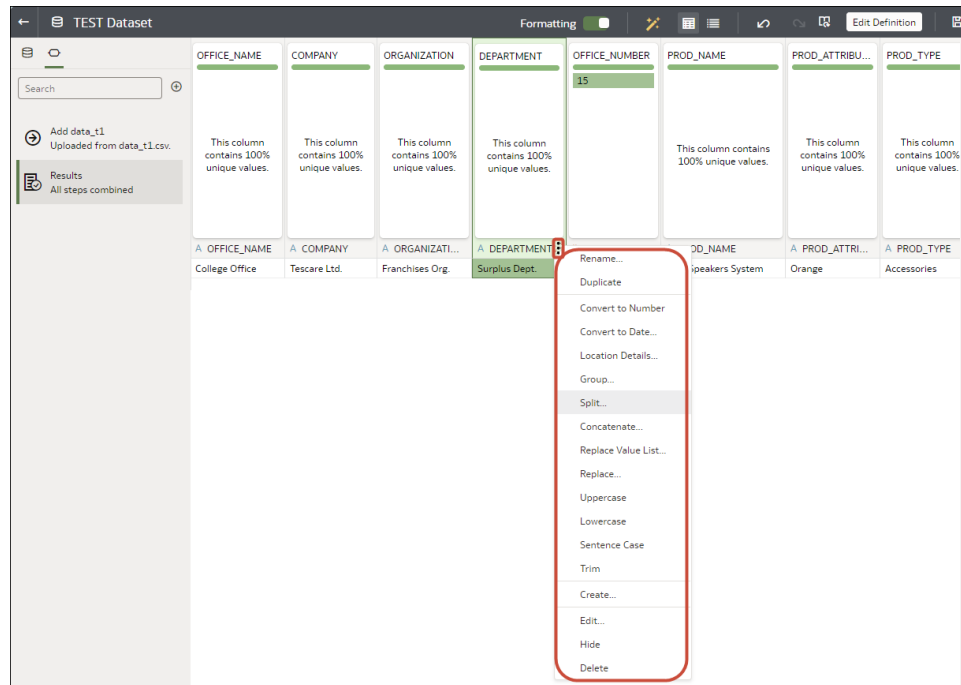 TEST Dataset
Formatting
Edit Definition
Search
Add data_t1
Uploaded from data_t1.csv.
Results
All steps combined
OFFICE_NAME
COMPANY
ORGANIZATION
DEPARTMENT
OFFICE_NUMBER
PROD_NAME
PROD_ATTRIBU...
PROD_TYPE
15
This column
contains 100%
unique values.
This column
contains 100%
unique values.
This column
contains 100%
unique values.
This column
contains 100%
unique values.
This column contains
100% unique values.
This column
contains 100%
unique values.
This column
contains 100%
unique values.
A OFFICE_NAME
A COMPANY
A ORGANIZATI...
A DEPARTMENT
OD_NAME
A PROD_ATTRI...
A PROD_TYPE
College Office
Tescare Ltd.
Franchises Org.
Surplus Dept.
Speakers System
Orange
Accessories
Rename...
Duplicate
Convert to Number
Convert to Date...
Location Details...
Group...
Split...
Concatenate...
Replace Value List...
Replace...
Uppercase
Lowercase
Sentence Case
Trim
Create...
Edit...
Hide
Delete